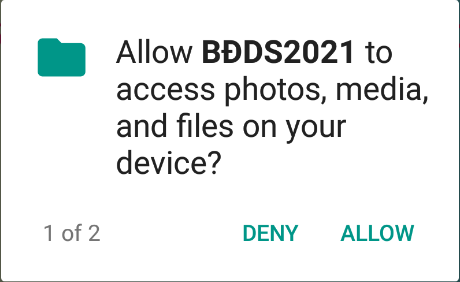 Allow BĐDS2021 to
access photos, media,
and files on your
device?
1 of 2 DENY ALLOW